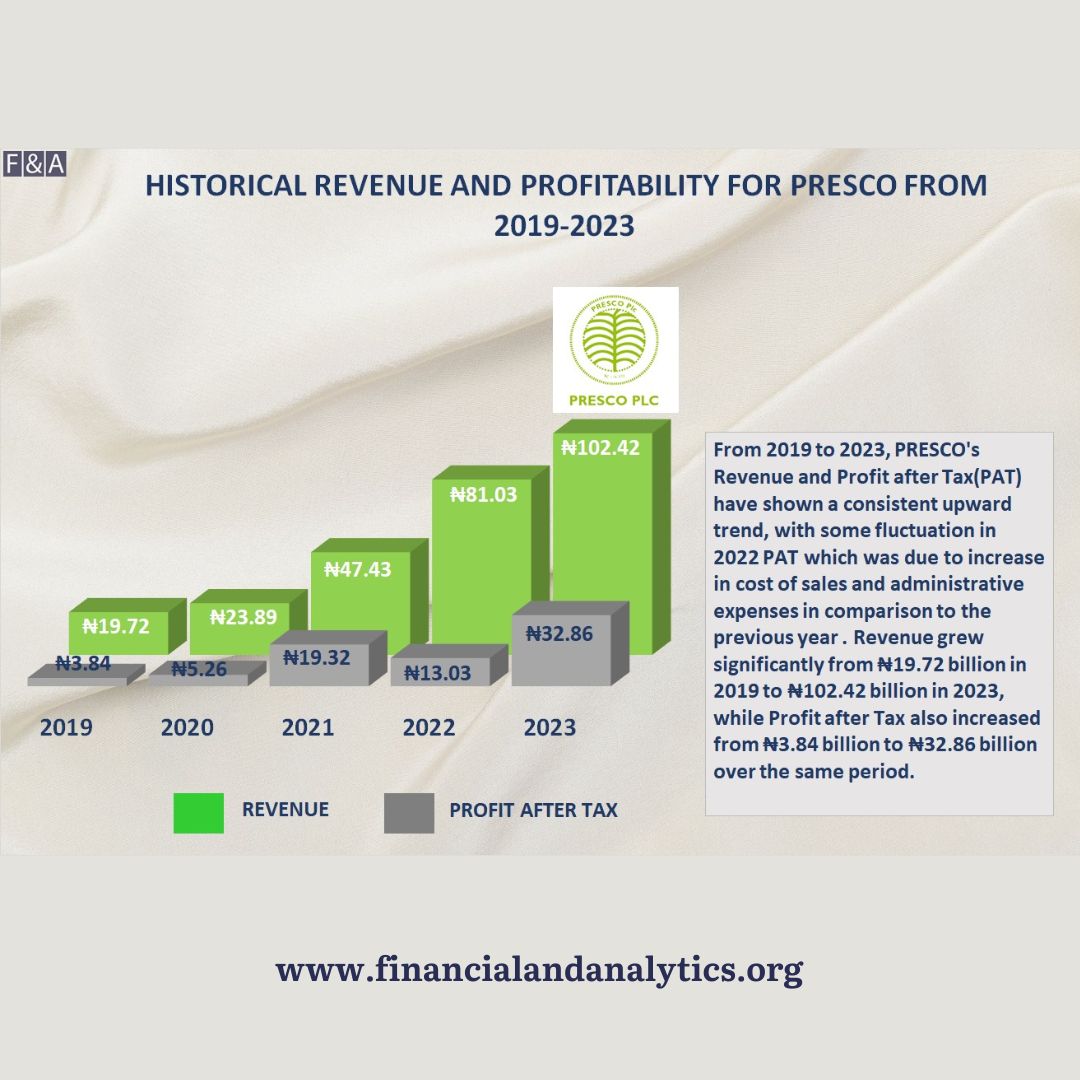 F&A
HISTORICAL REVENUE AND PROFITABILITY FOR PRESCO FROM
2019-2023
PRESCO Plc
PRESCO PLC
₦102.42
₦81.03
₦47.43
₦23.89
₦19.72
₦3.84
₦5.26
₦19.32
₦13.03
₦32.86
2019
2020
2021
2022
2023
REVENUE
PROFIT AFTER TAX
From 2019 to 2023, PRESCO's
Revenue and Profit after Tax(PAT)
have shown a consistent upward
trend, with some fluctuation in
2022 PAT which was due to increase
in cost of sales and administrative
expenses in comparison to the
previous year . Revenue grew
significantly from ₦19.72 billion in
2019 to ₦102.42 billion in 2023,
while Profit after Tax also increased
from ₦3.84 billion to ₦32.86 billion
over the same period.
www.financialandanalytics.org